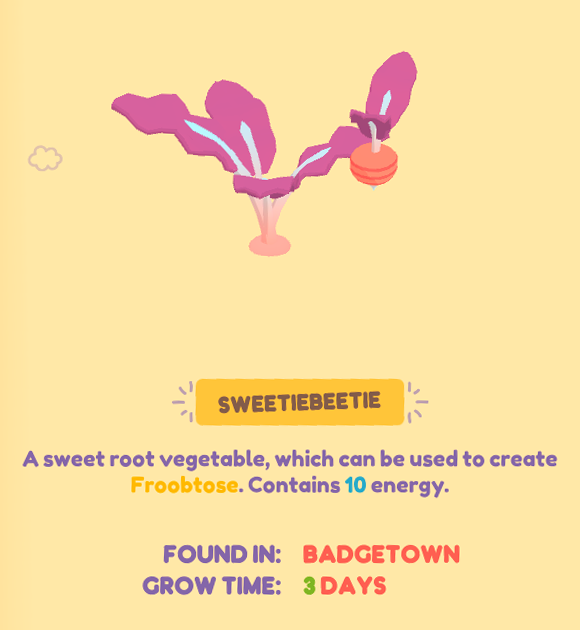 SWEETIEBEETIE
A sweet root vegetable, which can be used to create
Froobtose. Contains 10 energy.
FOUND IN: BADGETOWN
GROW TIME: 3 DAYS